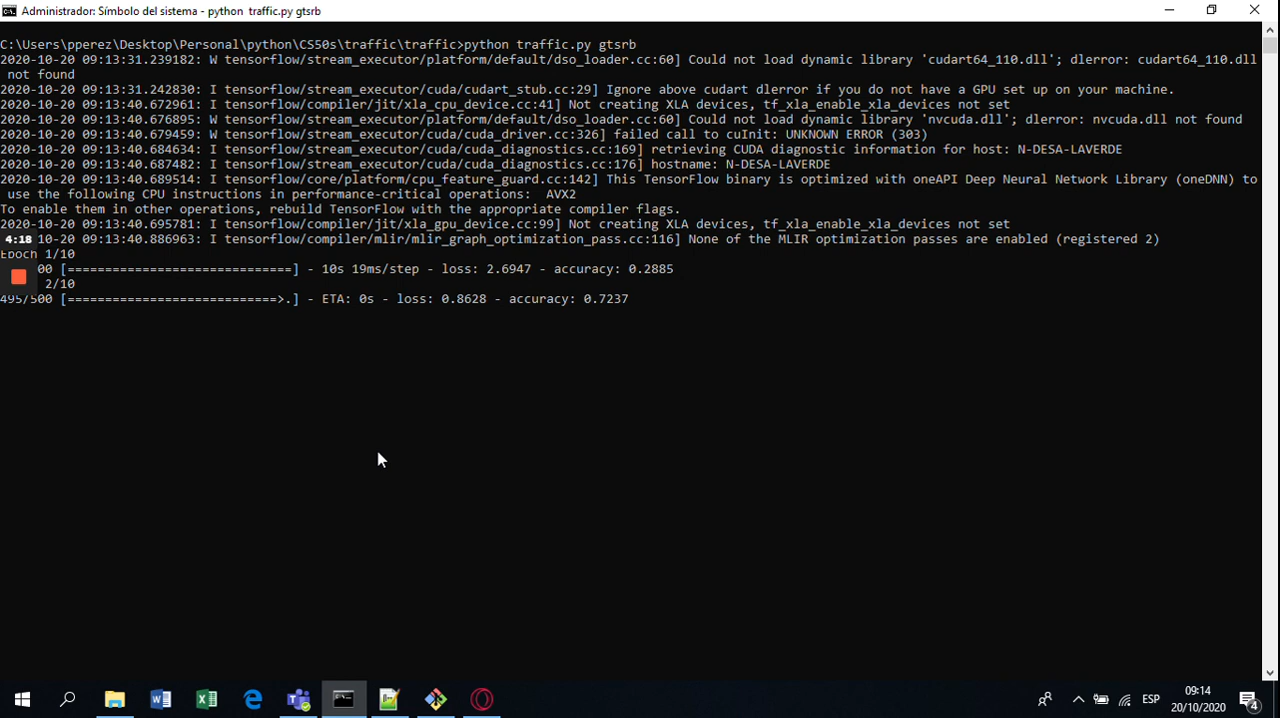 Administrador: Símbolo del sistema - python  traffic.py gtsrb
C:\Users\pperez\Desktop\Personal\python\CS50s\traffic\traffic>python traffic.py gtsrb
2020-10-20 09:13:31.239182: W tensorflow/stream_executor/platform/default/dso_loader.cc:60] Could not load dynamic library 'cudart64_110.dll'; dlerror: cudart64_110.dll
not found
2020-10-20 09:13:31.242830: I tensorflow/stream_executor/cuda/cudart_stub.cc:29] Ignore above cudart dlerror if you do not have a GPU set up on your machine.
2020-10-20 09:13:40.672961: I tensorflow/compiler/jit/xla_cpu_device.cc:41] Not creating XLA devices, tf_xla_enable_xla_devices not set
2020-10-20 09:13:40.676895: W tensorflow/stream_executor/platform/default/dso_loader.cc:60] Could not load dynamic library 'nvcuda.dll'; dlerror: nvcuda.dll not found
2020-10-20 09:13:40.679459: W tensorflow/stream_executor/cuda/cuda_driver.cc:326] failed call to cuInit: UNKNOWN ERROR (303)
2020-10-20 09:13:40.684634: I tensorflow/stream_executor/cuda/cuda_diagnostics.cc:169] retrieving CUDA diagnostic information for host: N-DESA-LAVERDE
2020-10-20 09:13:40.687482: I tensorflow/stream_executor/cuda/cuda_diagnostics.cc:176] hostname: N-DESA-LAVERDE
2020-10-20 09:13:40.689514: I tensorflow/core/platform/cpu_feature_guard.cc:142] This TensorFlow binary is optimized with oneAPI Deep Neural Network Library (oneDNN) to
use the following CPU instructions in performance-critical operations:  AVX2
To enable them in other operations, rebuild TensorFlow with the appropriate compiler flags.
2020-10-20 09:13:40.695781: I tensorflow/compiler/jit/xla_gpu_device.cc:99] Not creating XLA devices, tf_xla_enable_xla_devices not set
4:18 10-20 09:13:40.886963: I tensorflow/compiler/mlir/mlir_graph_optimization_pass.cc:116] None of the MLIR optimization passes are enabled (registered 2)
Epoch 1/10
00 [==============================] - 10s 19ms/step - loss: 2.6947 - accuracy: 0.2885
2/10
495/500 [============================>.] - ETA: 0s - loss: 0.8628 - accuracy: 0.7237
ESP
09:14
20/10/2020
4